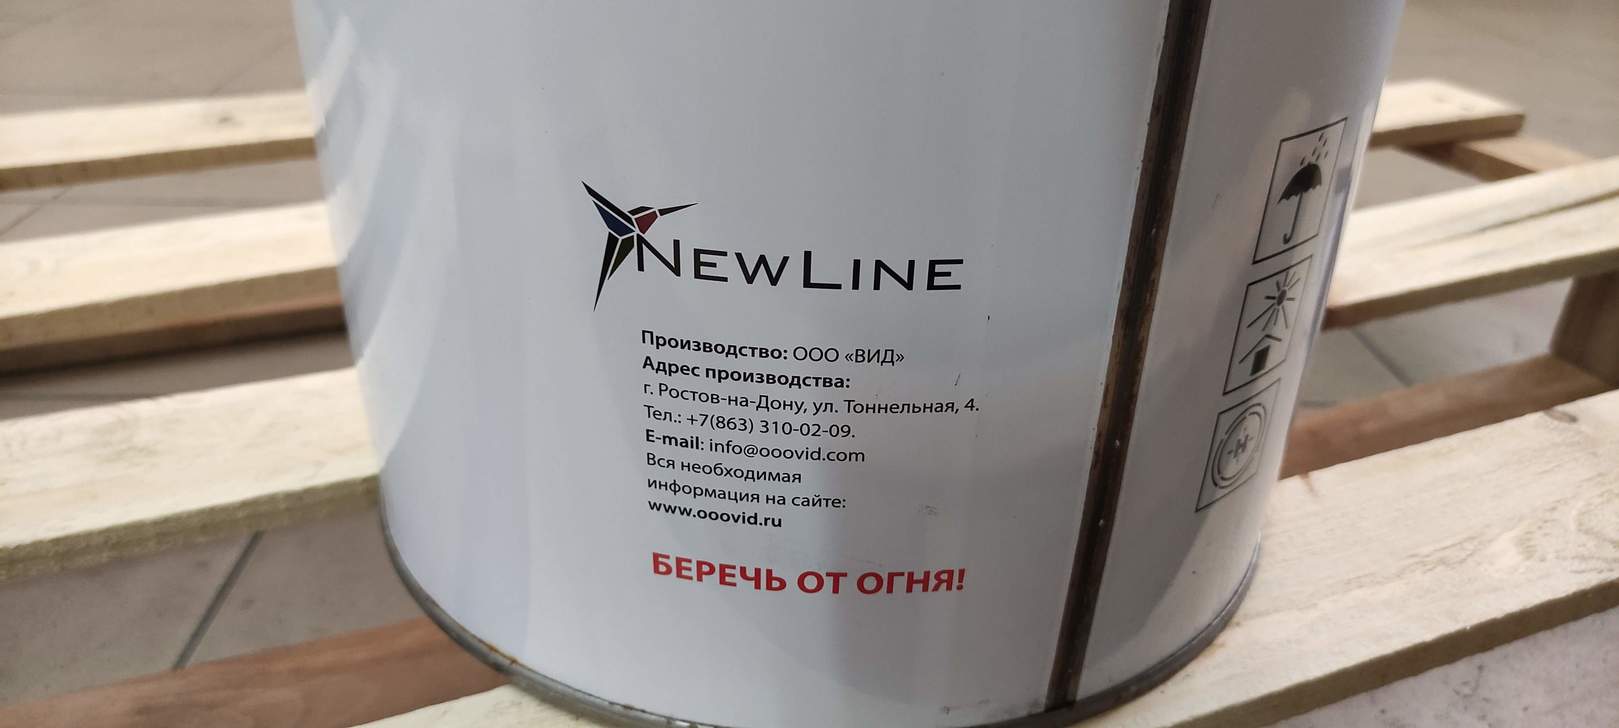 NEWLINE
Производство: ООО «ВИД»
Адрес производства:
г. Ростов-на-Дону, ул. Тоннельная, 4.
Тел.: +7(863) 310-02-09.
E-mail: info@ooovid.com
Вся необходимая
информация на сайте:
www.ooovid.ru
БЕРЕЧЬ ОТ ОГНЯ!
-H-